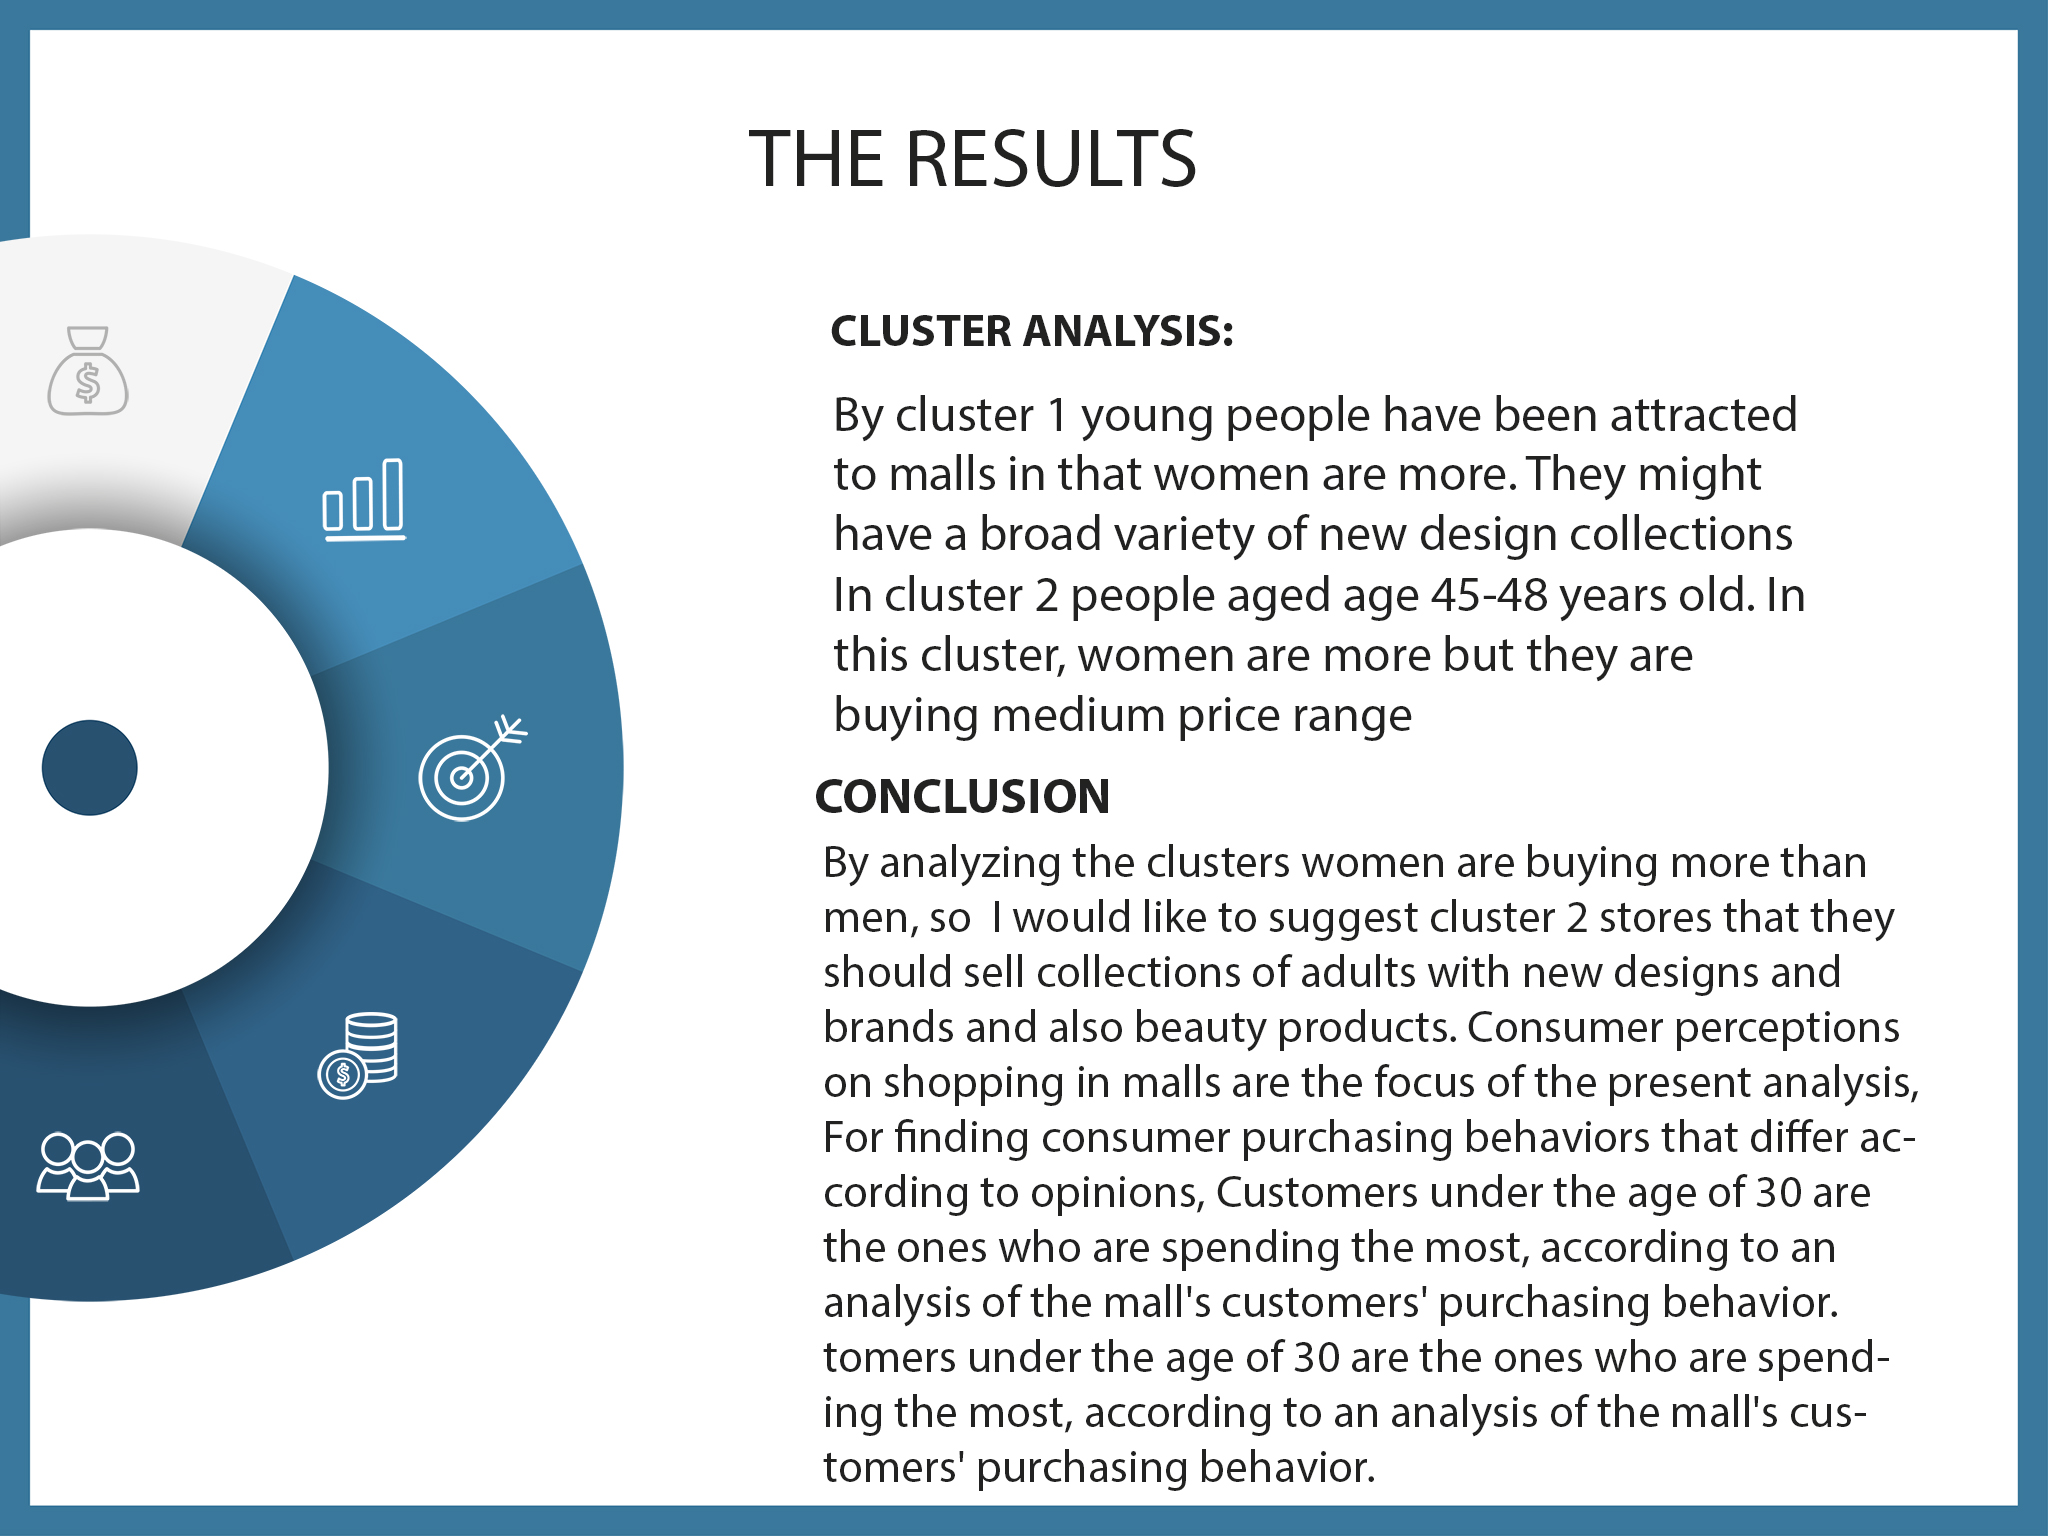 THE RESULTS
CLUSTER ANALYSIS:
By cluster 1 young people have been attracted
to malls in that women are more. They might
have a broad variety of new design collections
In cluster 2 people aged age 45-48 years old. In
this cluster, women are more but they are
buying medium price range
CONCLUSION
By analyzing the clusters women are buying more than
men, so  I would like to suggest cluster 2 stores that they
should sell collections of adults with new designs and
brands and also beauty products. Consumer perceptions
on shopping in malls are the focus of the present analysis,
For finding consumer purchasing behaviors that differ ac-
cording to opinions, Customers under the age of 30 are
the ones who are spending the most, according to an
analysis of the mall's customers' purchasing behavior.
tomers under the age of 30 are the ones who are spend-
ing the most, according to an analysis of the mall's cus-
tomers' purchasing behavior.
$
$